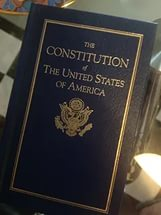 THE
CONSTITUTION
of
THE UNITED STATES
OF AMERICA